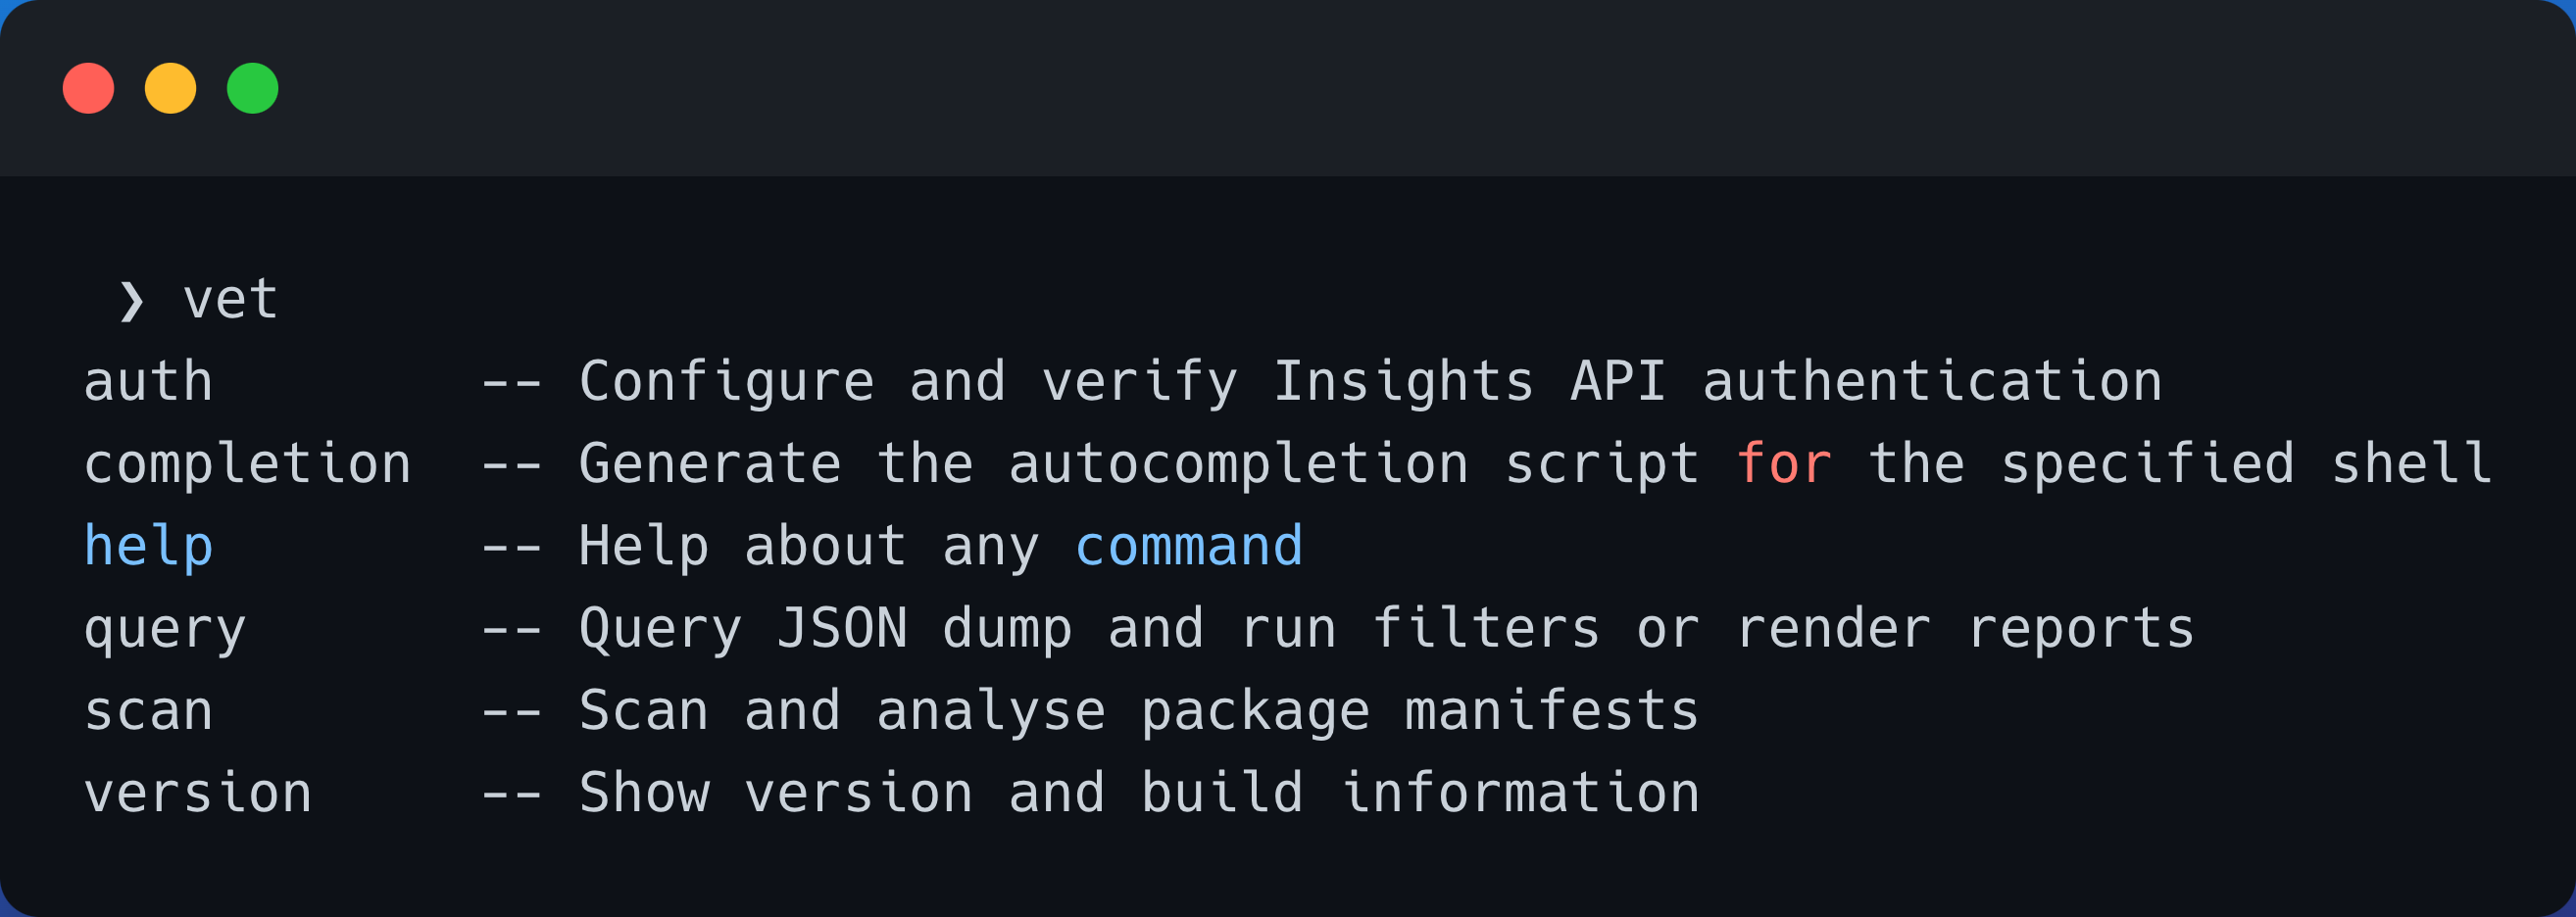 ❯ vet
auth        -- Configure and verify Insights API authentication
completion  -- Generate the autocompletion script for the specified shell
help        -- Help about any command
query       -- Query JSON dump and run filters or render reports
scan        -- Scan and analyse package manifests
version     -- Show version and build information